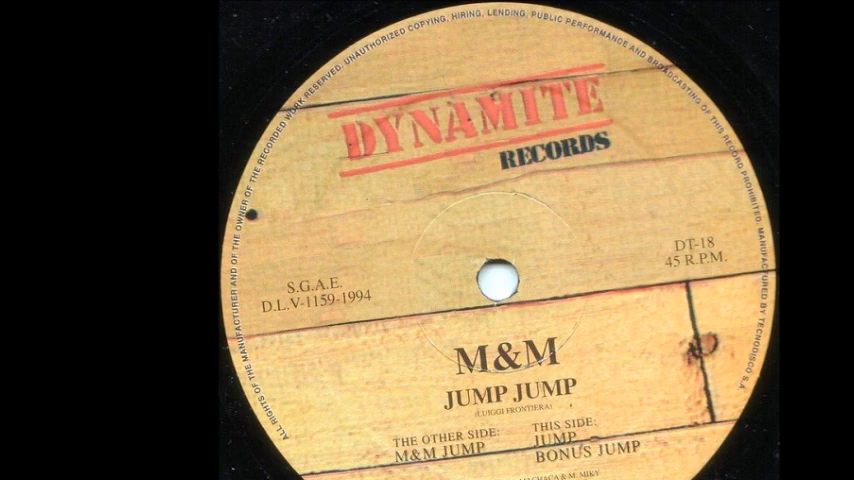 ALL RIGHTS OF THE MANUFACTURER AND OF THE OWNER OF THE RECORDED WORK RESERVED. UNAUTHORIZED COPYING, HIRING, LENDING, PUBLIC PERFORMANCE AND BROADCASTING OF THIS RECORD PROHIBITED. MANUFACTURED BY TECNODISCO S.A.
DYNAMITE
RECORDS
S.G.A.E.
D.L.V-1159-1994
DT-18
45 R.P.M.
M&M
JUMP JUMP
(LUIGGI FRONTIERA)
THE OTHER SIDE:
M&M JUMP
THIS SIDE:
JUMP
BONUS JUMP
& M. MIKY